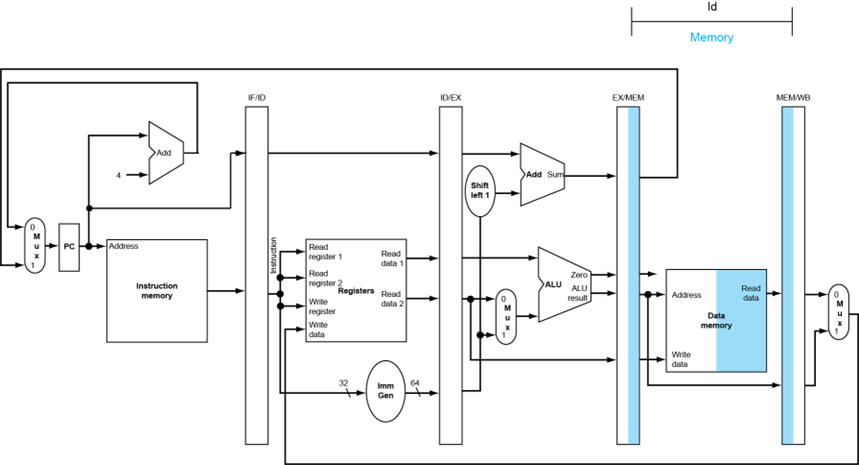 ld
Memory
IF/ID
ID/EX
EX/MEM
MEM/WB
Add
4
Add Sum
Shift
left 1
0
M
u
x
1
PC
Address
Instruction
memory
Instruction
Read
register 1
Read
register 2
Write
register
Write
data
Registers
Read
data 1
Read
data 2
0
M
u
x
1
ALU
Zero
ALU
result
Address
Write
data
Data
memory
Read
data
0
M
u
x
1
32
Imm
Gen
64